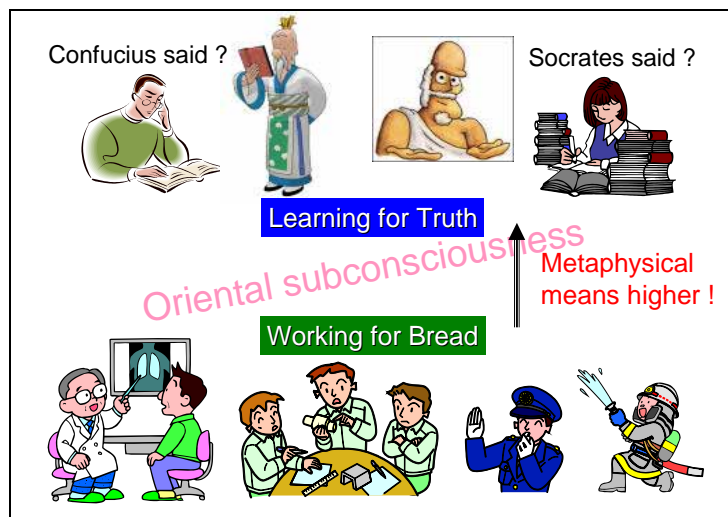 Confucius said ?
Socrates said ?
Learning for Truth
Oriental subconsciousness
Metaphysical
means higher !
Working for Bread